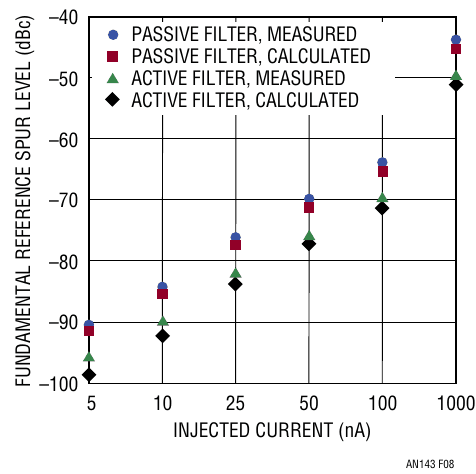 –40
–50
–60
–70
–80
–90
–100
FUNDAMENTAL REFERENCE SPUR LEVEL (dBc)
PASSIVE FILTER, MEASURED
PASSIVE FILTER, CALCULATED
ACTIVE FILTER, MEASURED
ACTIVE FILTER, CALCULATED
5 10 25 50 100 1000
INJECTED CURRENT (nA)
AN143 F08